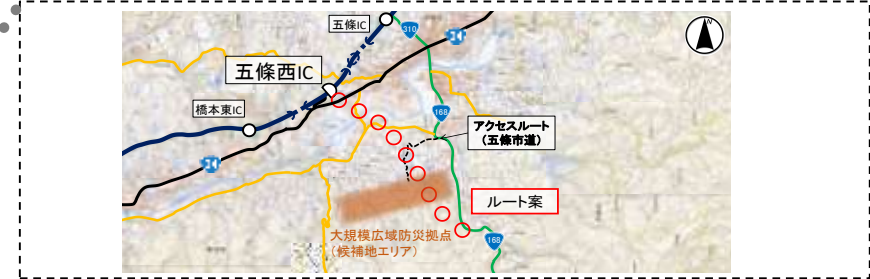 五條IC
310
24
N
五條西IC
橋本東IC
168
アクセスルート
（五條市道）
24
ルート案
大規模広域防災拠点
（候補地エリア）
168